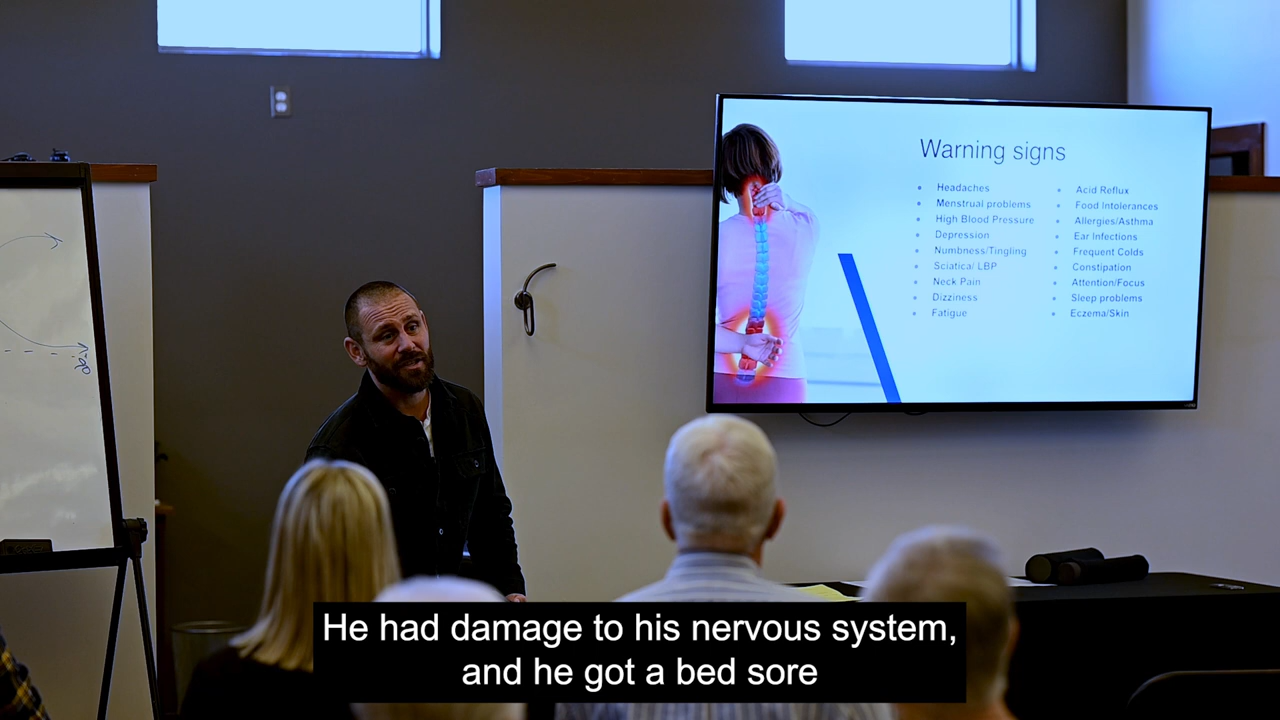 Warning signs
Headaches
Menstrual problems
High Blood Pressure
Depression
Numbness/Tingling
Sciatica/ LBP
Neck Pain
Dizziness
Fatigue
Acid Reflux
Food Intolerances
Allergies/Asthma
Ear Infections
Frequent Colds
Constipation
Attention/Focus
Sleep problems
Eczema/Skin
He had damage to his nervous system,
and he got a bed sore